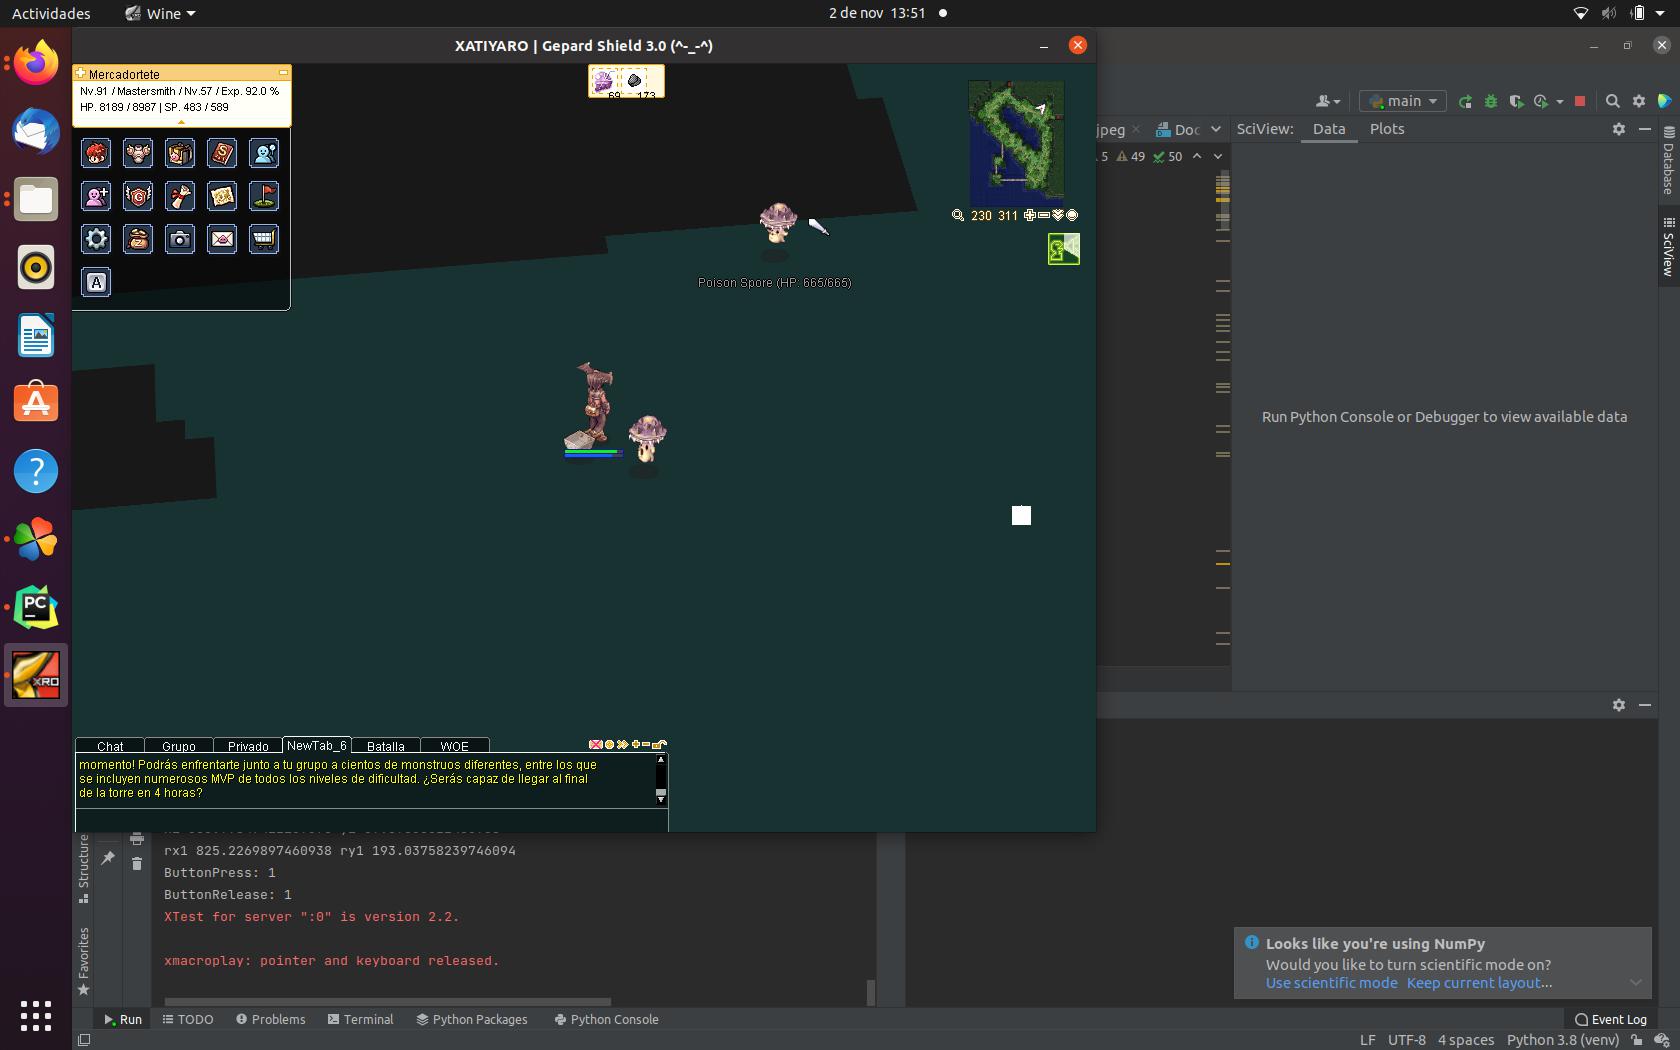 Actividades
Wine
2 de nov 13:51
XATIYARO | Gepard Shield 3.0 (^-_-^)
Mercadortete
Nv.91 / Mastersmith / Nv.57 / Exp. 92.0 %
HP. 8189 / 8987 | SP. 483 / 589
69 173
A
230 311
Poison Spore (HP: 665/665)
Chat Grupo Privado NewTab_6 Batalla WOE
momento! Podrás enfrentarte junto a tu grupo a cientos de monstruos diferentes, entre los que
se incluyen numerosos MVP de todos los niveles de dificultad. ¿Serás capaz de llegar al final
de la torre en 4 horas?
main
jpeg
Doc
SciView: Data Plots
5 49 50
Database
SciView
Run Python Console or Debugger to view available data
PC
XRO
Structure
Favorites
rx1 825.2269897460938 ry1 193.03758239746094
ButtonPress: 1
ButtonRelease: 1
XTest for server ":0" is version 2.2.
xmacroplay: pointer and keyboard released.
Looks like you're using NumPy
Would you like to turn scientific mode on?
Use scientific mode Keep current layout...
Run TODO Problems Terminal Python Packages Python Console
Event Log
LF UTF-8 4 spaces Python 3.8 (venv)